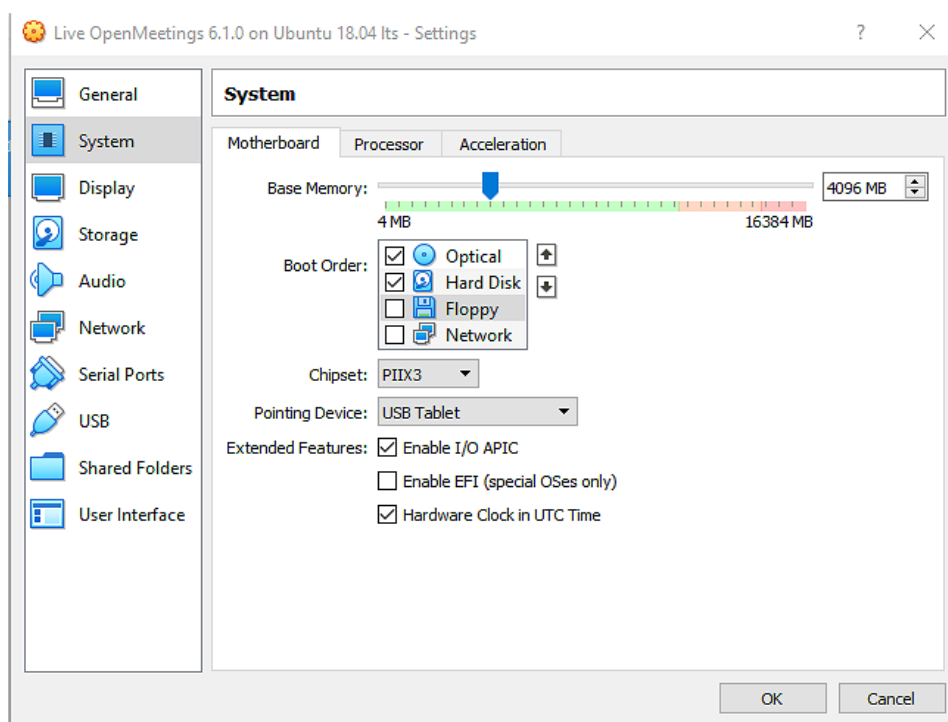 Live OpenMeetings 6.1.0 on Ubuntu 18.04 lts - Settings
?
General
System
Display
Storage
Audio
Network
Serial Ports
USB
Shared Folders
User Interface
System
Motherboard Processor Acceleration
Base Memory: 4096 MB
4 MB 16384 MB
Boot Order:
Optical
Hard Disk
Floppy
Network
Chipset: PIIX3
Pointing Device: USB Tablet
Extended Features: Enable I/O APIC
Enable EFI (special OSes only)
Hardware Clock in UTC Time
OK Cancel